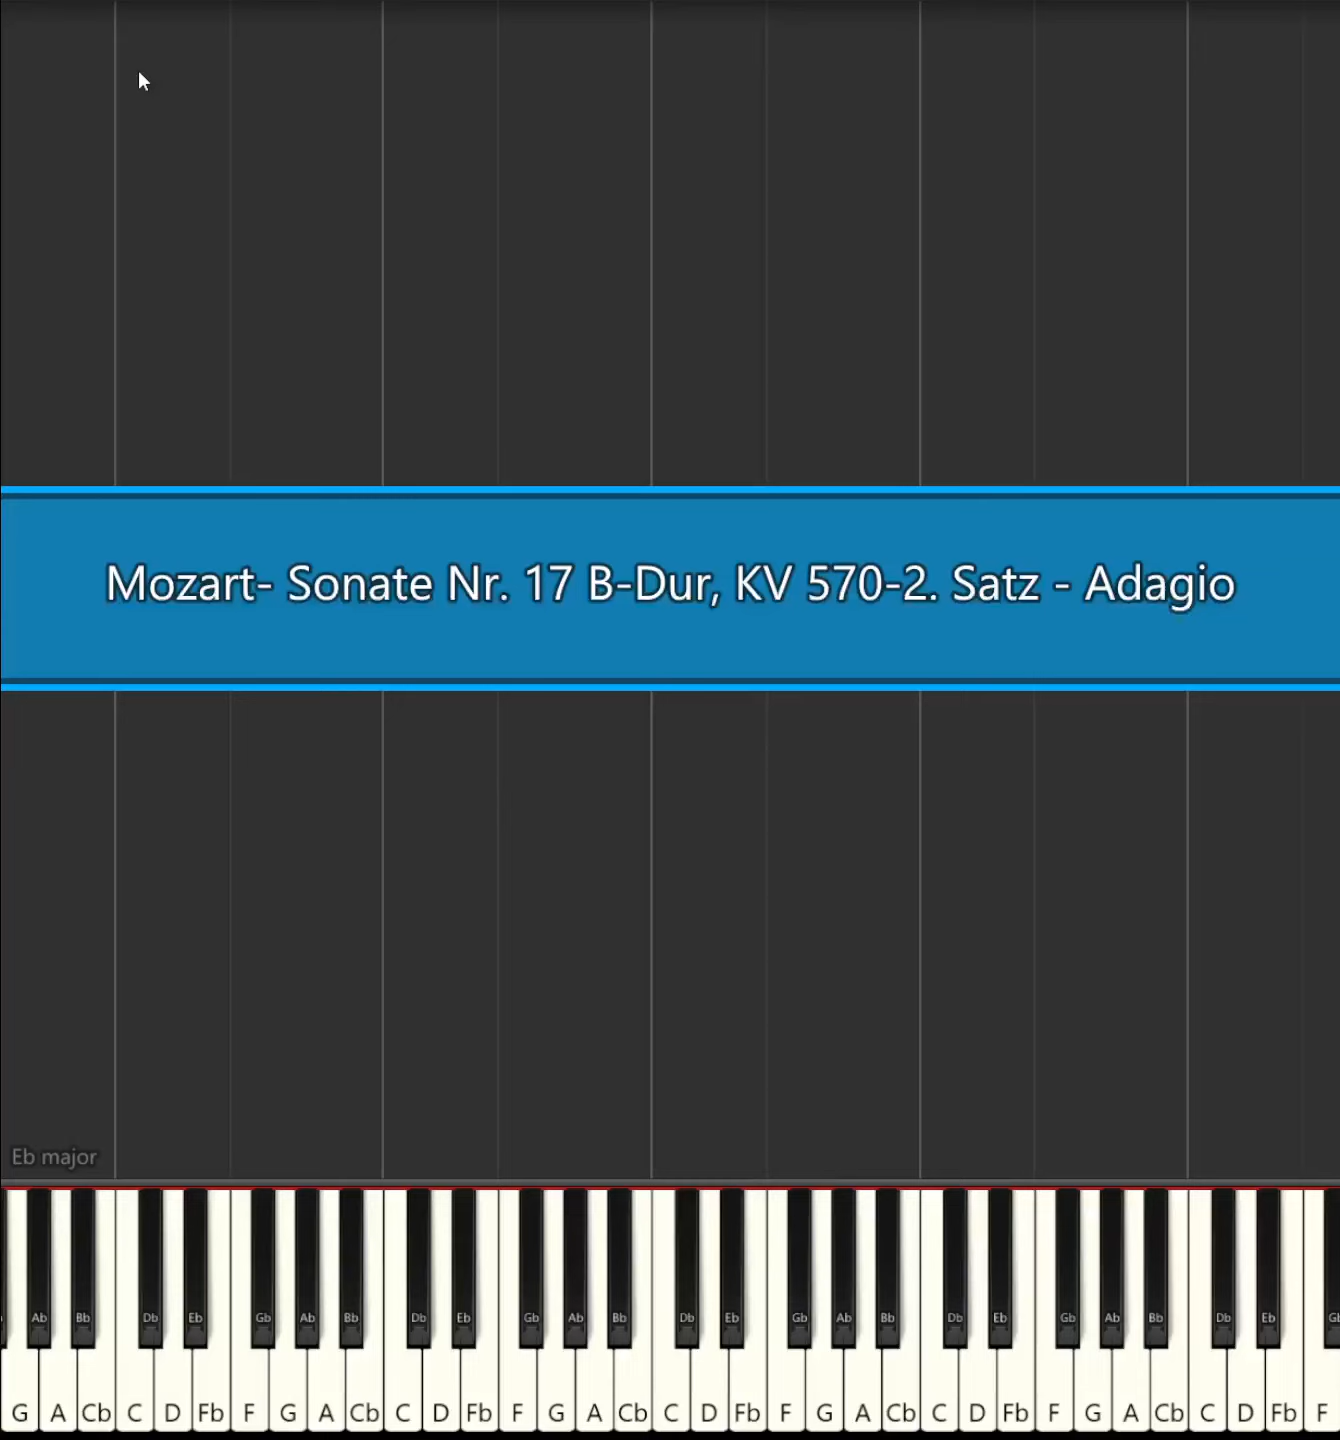 Mozart- Sonate Nr. 17 B-Dur, KV 570-2. Satz - Adagio
Eb major
Ab Bb Db Eb Gb Ab Bb Db Eb Gb Ab Bb Db Eb Gb Ab Bb Db Eb Gb Ab Bb Db Eb
G A Cb C D Fb F G A Cb C D Fb F G A Cb C D Fb F G A Cb C D Fb F G A Cb C D Fb F